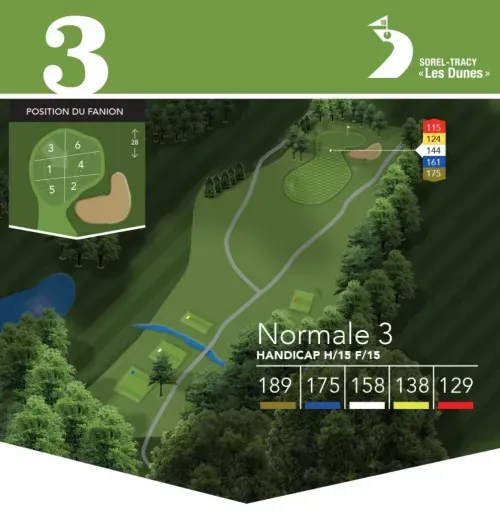 3
18
SOREL-TRACY
« Les Dunes »
POSITION DU FANION
3 6
1 4
5 2
28
115
124
144
161
175
Normale 3
HANDICAP H/15 F/15
189 175 158 138 129